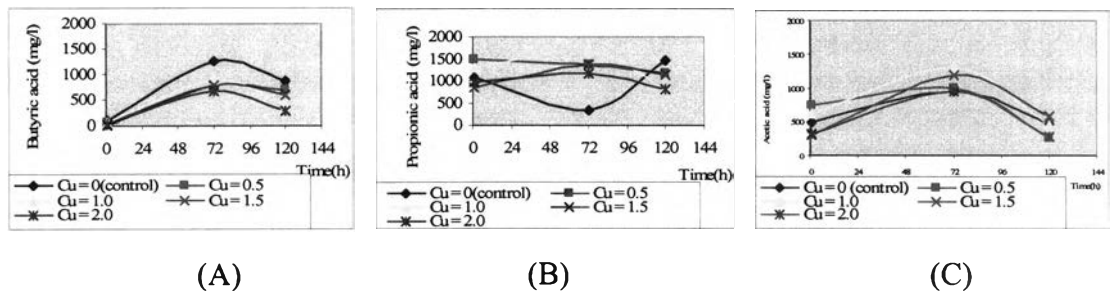 Butyric acid (mg/l)
2000
1500
1000
500
0
0 24 48 72 96 120 144
Time(h)
Cu=0(control) Cu=0.5
Cu=1.0 Cu=1.5
Cu=2.0
Propionic acid (mg/l)
2000
1500
1000
500
0
0 24 48 72 96 120 144
Time(h)
Cu=0(control) Cu=0.5
Cu=1.0 Cu=1.5
Cu=2.0
Acetic acid (mg/l)
2000
1500
1000
500
0
0 24 48 72 96 120 144
Time(h)
Cu=0 (control) Cu=0.5
Cu=1.0 Cu=1.5
Cu=2.0
(A) (B) (C)